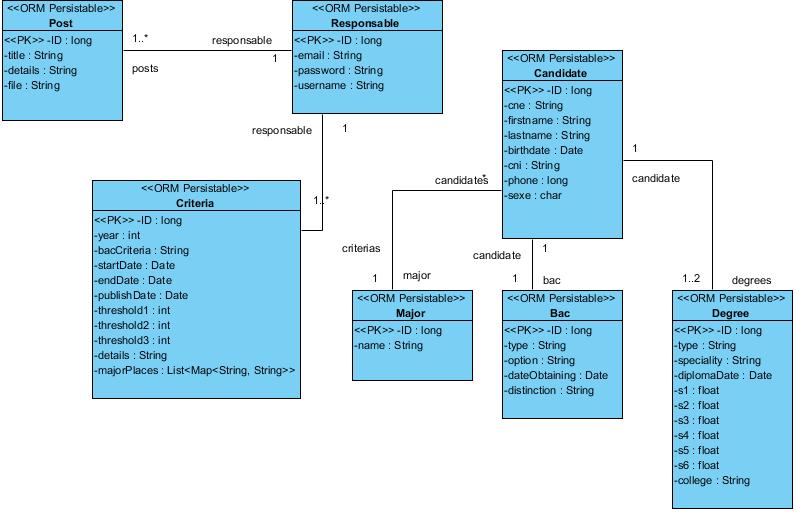 <<ORM Persistable>>
Post
<<PK>> -ID : long
-title : String
-details : String
-file : String
1..*
responsable
posts
1
<<ORM Persistable>>
Responsable
<<PK>> -ID : long
-email : String
-password : String
-username : String
responsable
1
1..*
<<ORM Persistable>>
Criteria
<<PK>> -ID : long
-year : int
-bacCriteria : String
-startDate : Date
-endDate : Date
-publishDate : Date
-threshold1 : int
-threshold2 : int
-threshold3 : int
-details : String
-majorPlaces : List<Map<String, String>>
<<ORM Persistable>>
Candidate
<<PK>> -ID : long
-cne : String
-firstname : String
-lastname : String
-birthdate : Date
-cni : String
-phone : long
-sexe : char
candidates
*
criterias
1
major
candidate
1
1
bac
1
candidate
1..2
degrees
<<ORM Persistable>>
Major
<<PK>> -ID : long
-name : String
<<ORM Persistable>>
Bac
<<PK>> -ID : long
-type : String
-option : String
-dateObtaining : Date
-distinction : String
<<ORM Persistable>>
Degree
<<PK>> -ID : long
-type : String
-speciality : String
-diplomaDate : Date
-s1 : float
-s2 : float
-s3 : float
-s4 : float
-s5 : float
-s6 : float
-college : String